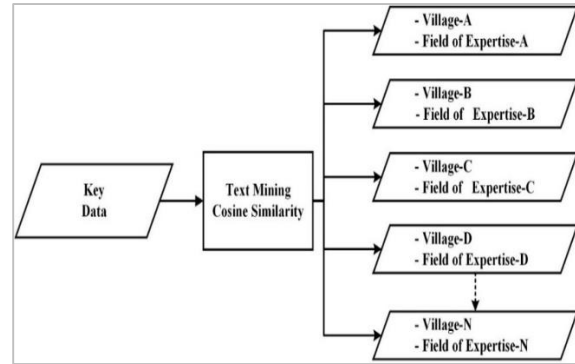 Key
Data
Text Mining
Cosine Similarity
- Village-A
- Field of Expertise-A
- Village-B
- Field of Expertise-B
- Village-C
- Field of Expertise-C
- Village-D
- Field of Expertise-D
- Village-N
- Field of Expertise-N